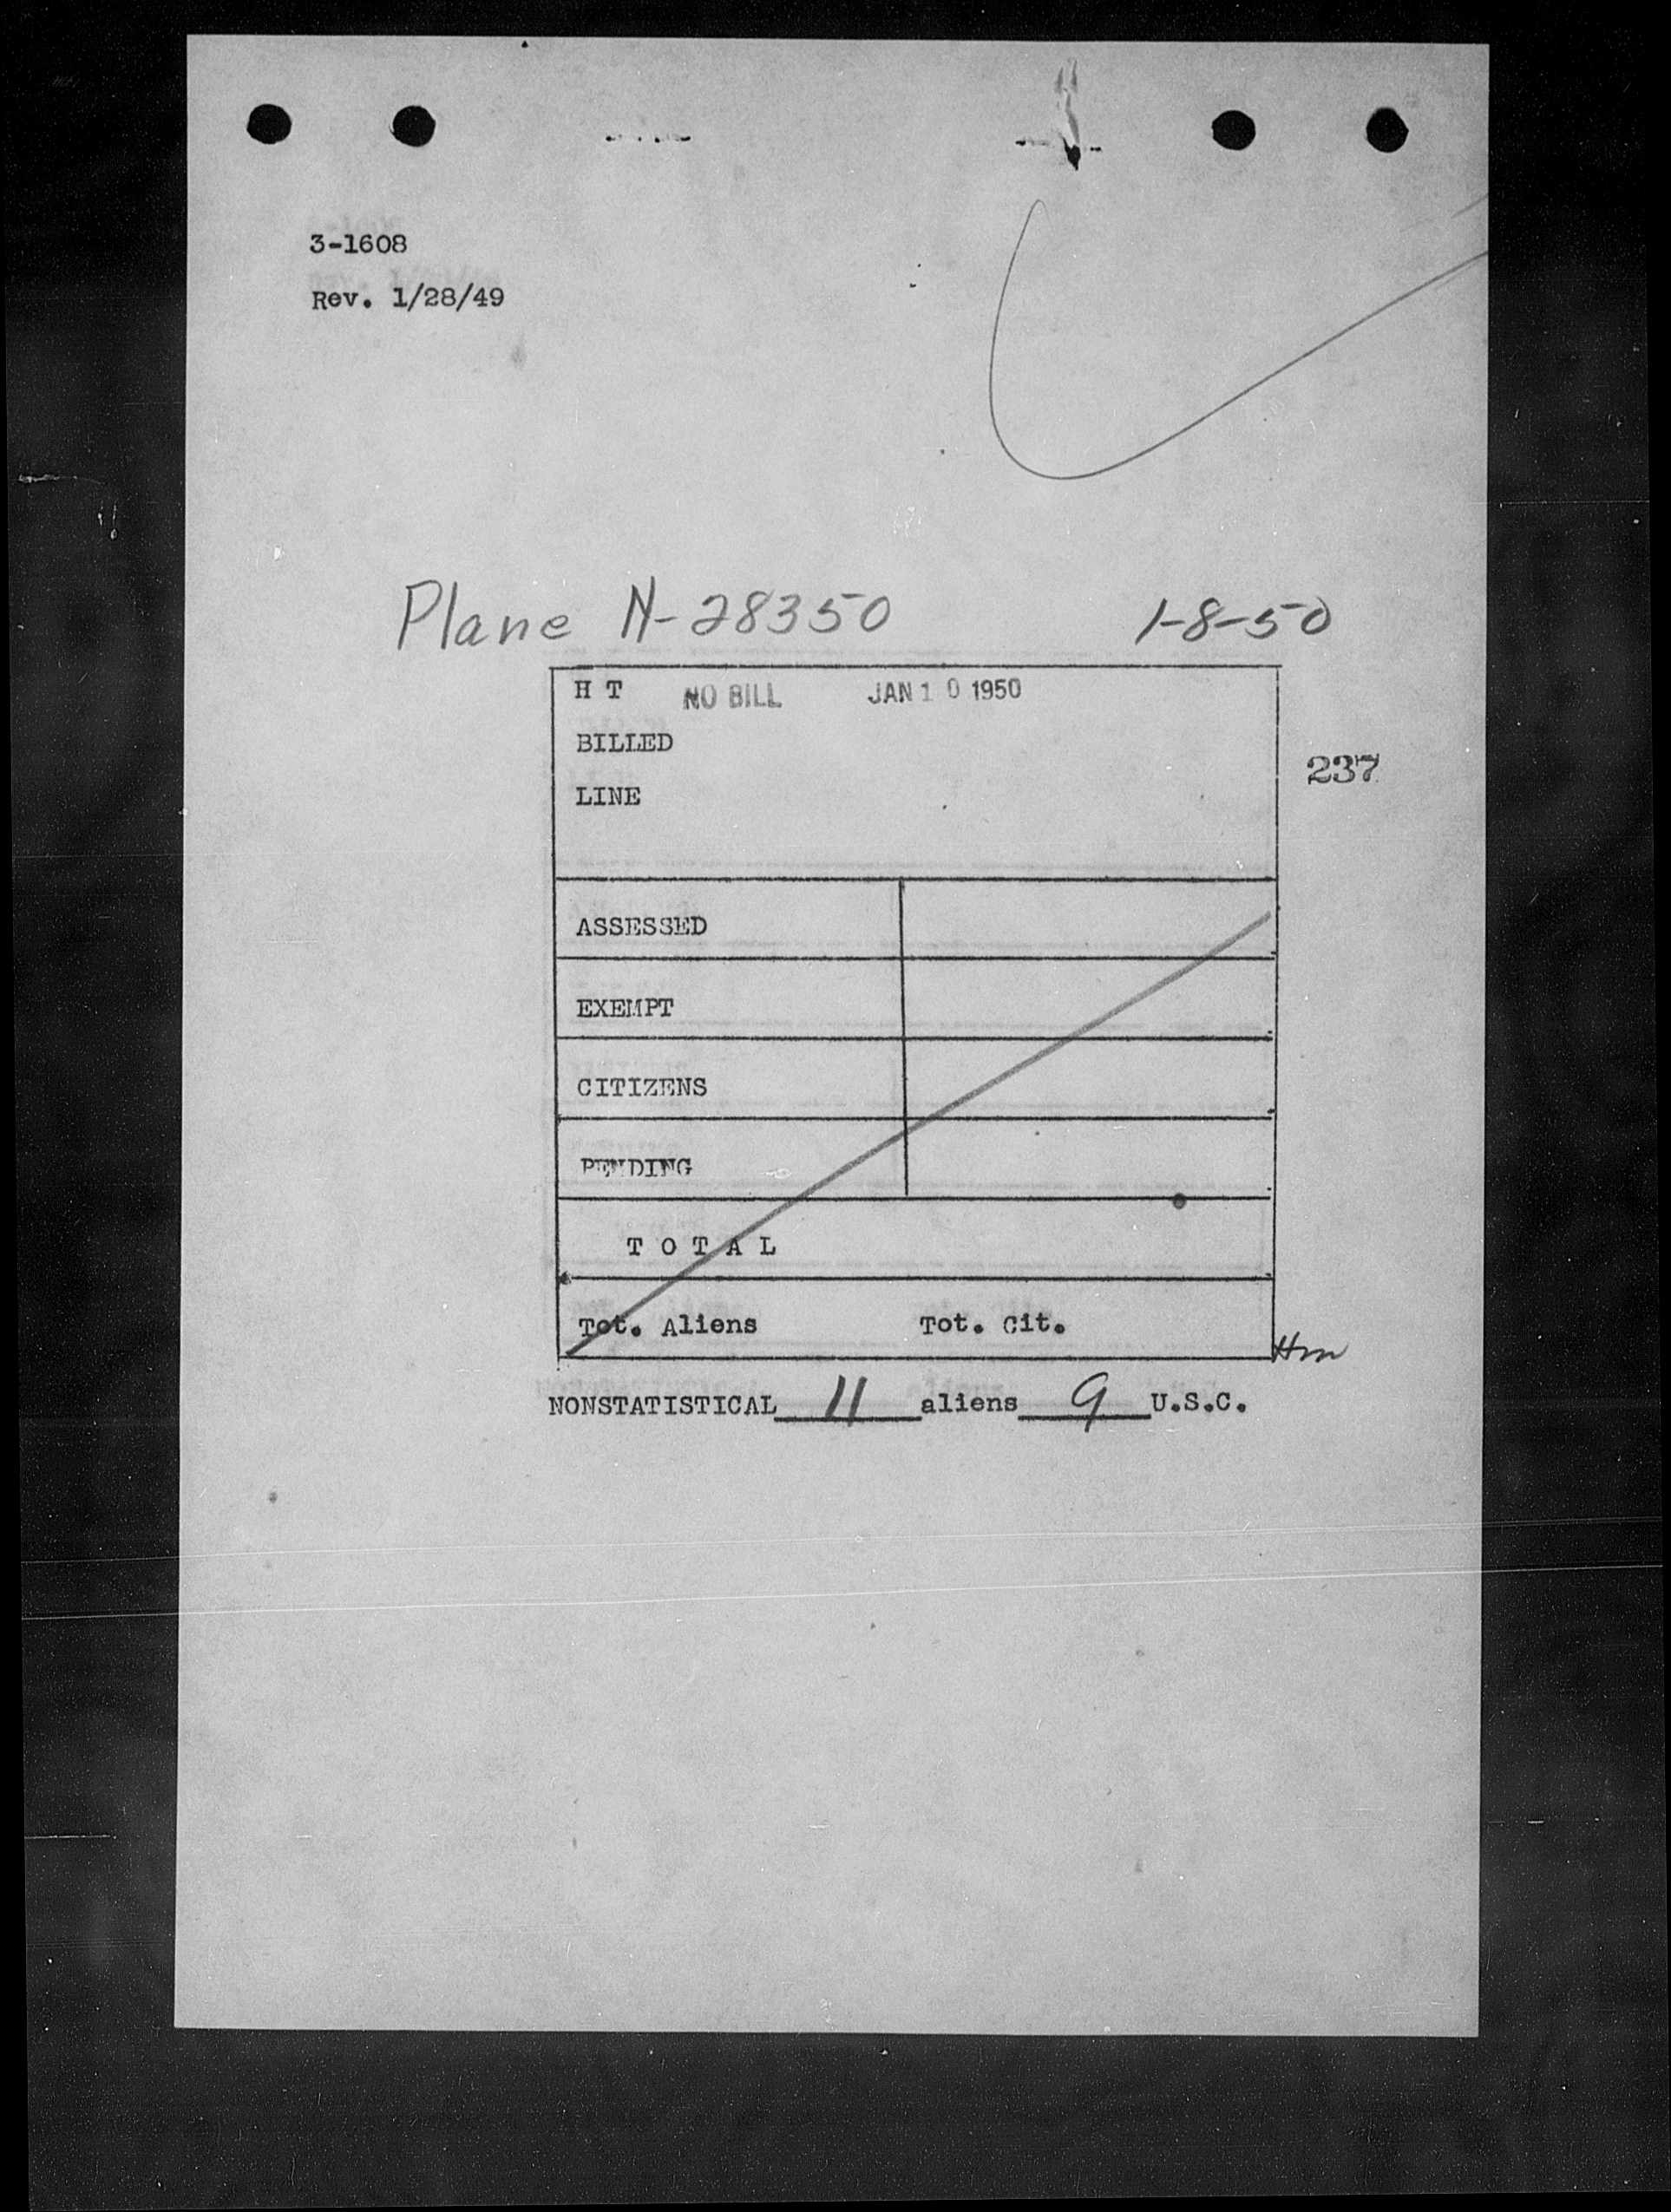 3-1608
Rev. 1/28/49
Plane N-28350 1-8-50
H T NO BILL JAN 10 1950
BILLED
237
LINE
ASSESSED
EXEMPT
CITIZENS
PENDING
T O T A L
Tot. Aliens Tot. Cit.
NONSTATISTICAL 11 aliens 9 U.S.C.